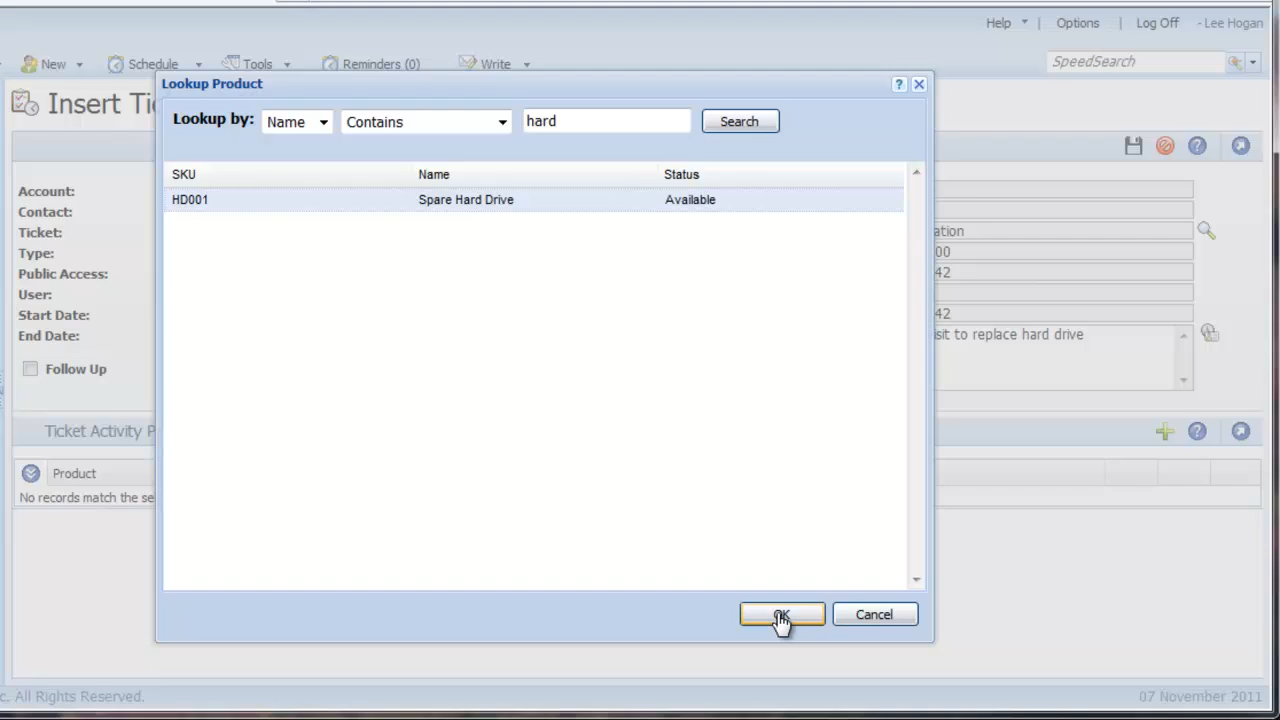 Help | Options | Log Off - Lee Hogan
New Schedule Tools Reminders (0) Write SpeedSearch
Insert Ti
Lookup Product
Lookup by: Name Contains hard Search
SKU Name Status
HD001 Spare Hard Drive Available
Account:
Contact:
Ticket: ation
Type: 00
Public Access: 42
User:
Start Date: 42
End Date: sit to replace hard drive
Follow Up
Ticket Activity P
Product
No records match the se
OK Cancel
c. All Rights Reserved. 07 November 2011